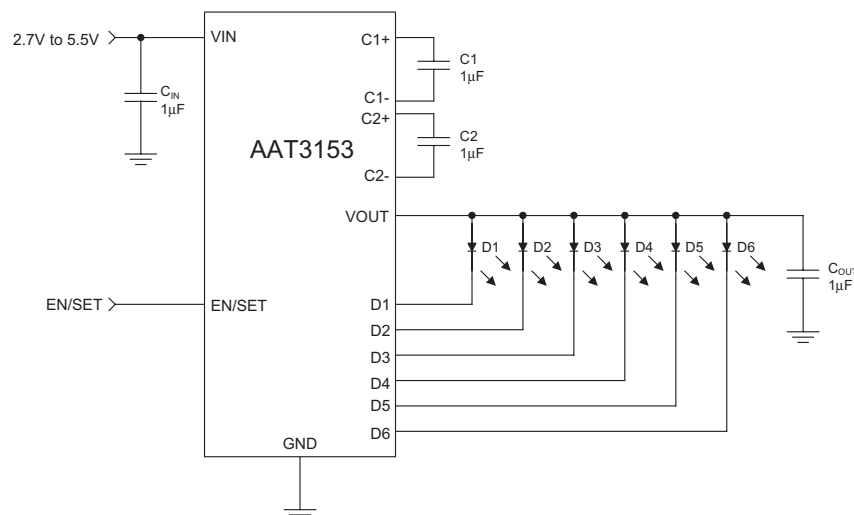 2.7V to 5.5V
VIN
C1+
C1
1µF
C1-
C2+
C2
1µF
C2-
CIN
1µF
AAT3153
VOUT
D1 D2 D3 D4 D5 D6
COUT
1µF
EN/SET
EN/SET
D1
D2
D3
D4
D5
D6
GND